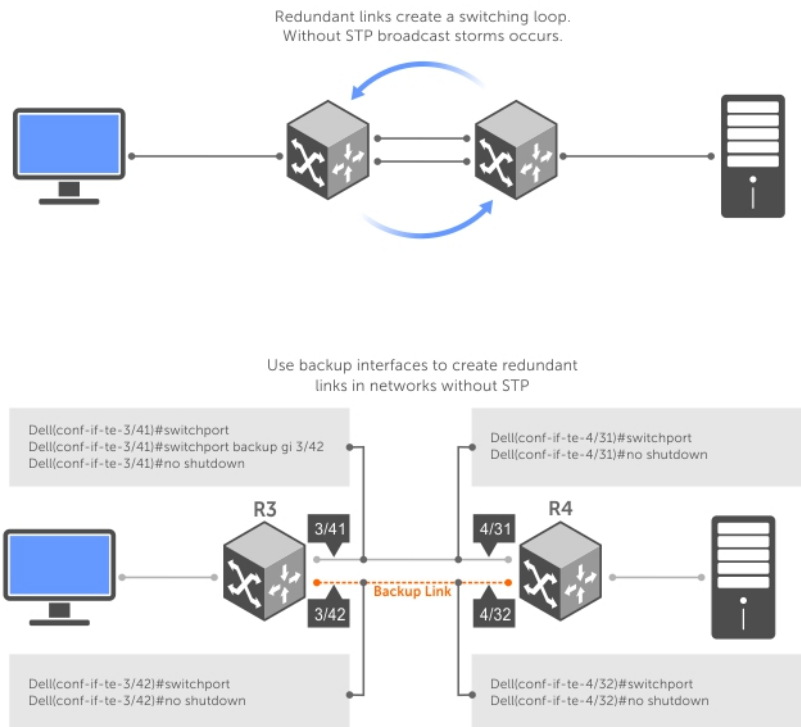 Redundant links create a switching loop.
Without STP broadcast storms occurs.
Use backup interfaces to create redundant
links in networks without STP
Dell(conf-if-te-3/41)#switchport
Dell(conf-if-te-3/41)#switchport backup gi 3/42
Dell(conf-if-te-3/41)#no shutdown
Dell(conf-if-te-4/31)#switchport
Dell(conf-if-te-4/31)#no shutdown
R3
R4
3/41
4/31
Backup Link
3/42
4/32
Dell(conf-if-te-3/42)#switchport
Dell(conf-if-te-3/42)#no shutdown
Dell(conf-if-te-4/32)#switchport
Dell(conf-if-te-4/32)#no shutdown